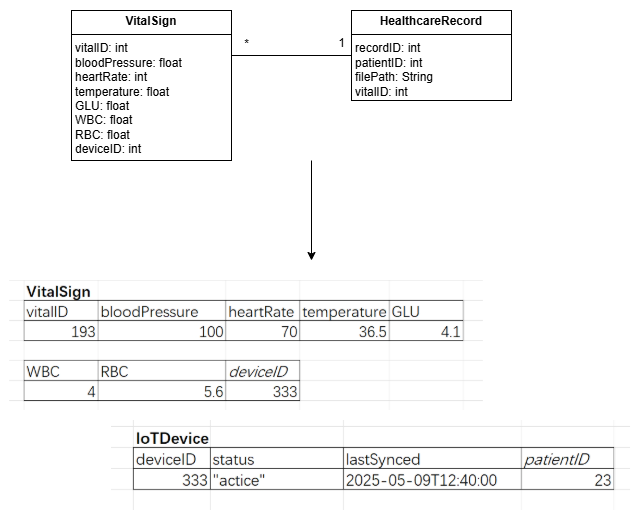 VitalSign
vitalID: int
bloodPressure: float
heartRate: int
temperature: float
GLU: float
WBC: float
RBC: float
deviceID: int
* 1
HealthcareRecord
recordID: int
patientID: int
filePath: String
vitalID: int
VitalSign
vitalID bloodPressure heartRate temperature GLU
193 100 70 36.5 4.1
WBC RBC deviceID
4 5.6 333
IoTDevice
deviceID status lastSynced patientID
333 "actice" 2025-05-09T12:40:00 23